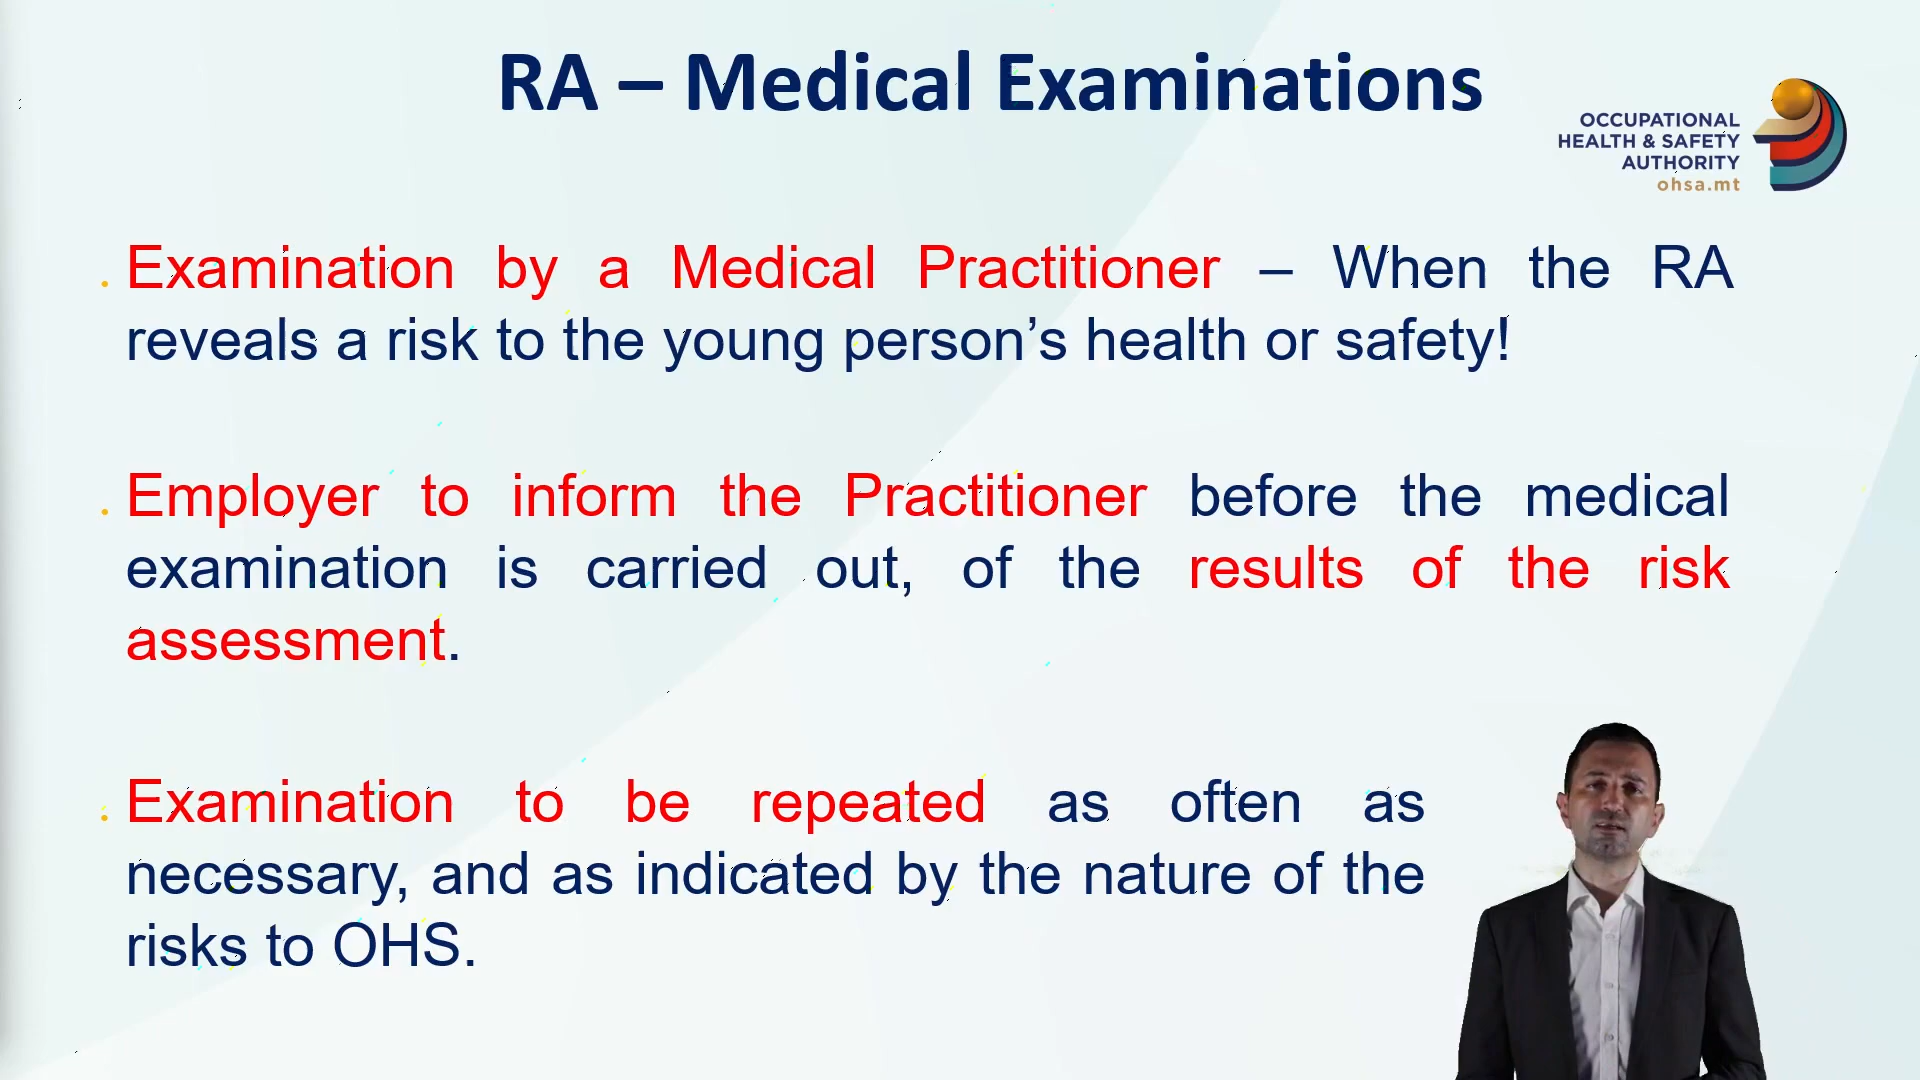 RA – Medical Examinations
OCCUPATIONAL
HEALTH & SAFETY
AUTHORITY
ohsa.mt
Examination by a Medical Practitioner – When the RA
reveals a risk to the young person’s health or safety!
Employer to inform the Practitioner before the medical
examination is carried out, of the results of the risk
assessment.
Examination to be repeated as often as
necessary, and as indicated by the nature of the
risks to OHS.